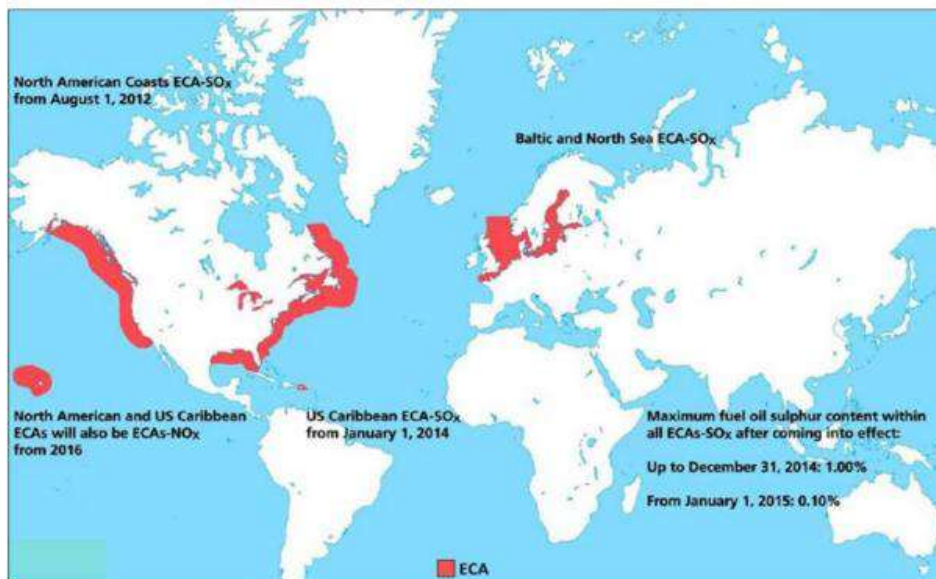 North American Coasts ECA-SOx
from August 1, 2012
Baltic and North Sea ECA-SOx
North American and US Caribbean
ECAs will also be ECAs-NOx
from 2016
US Caribbean ECA-SOx
from January 1, 2014
Maximum fuel oil sulphur content within
all ECAs-SOx after coming into effect:
Up to December 31, 2014: 1.00%
From January 1, 2015: 0.10%
ECA